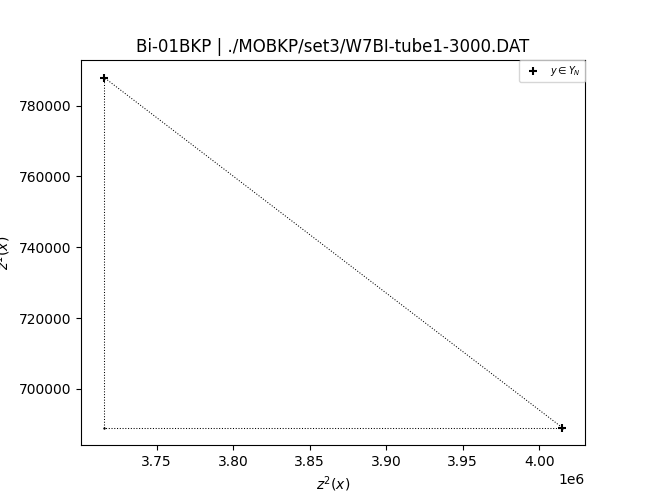 Bi-01BKP | ./MOBKP/set3/W7BI-tube1-3000.DAT
y ∈ Y_N
780000
760000
740000
720000
700000
3.75 3.80 3.85 3.90 3.95 4.00
1e6
z²(x)